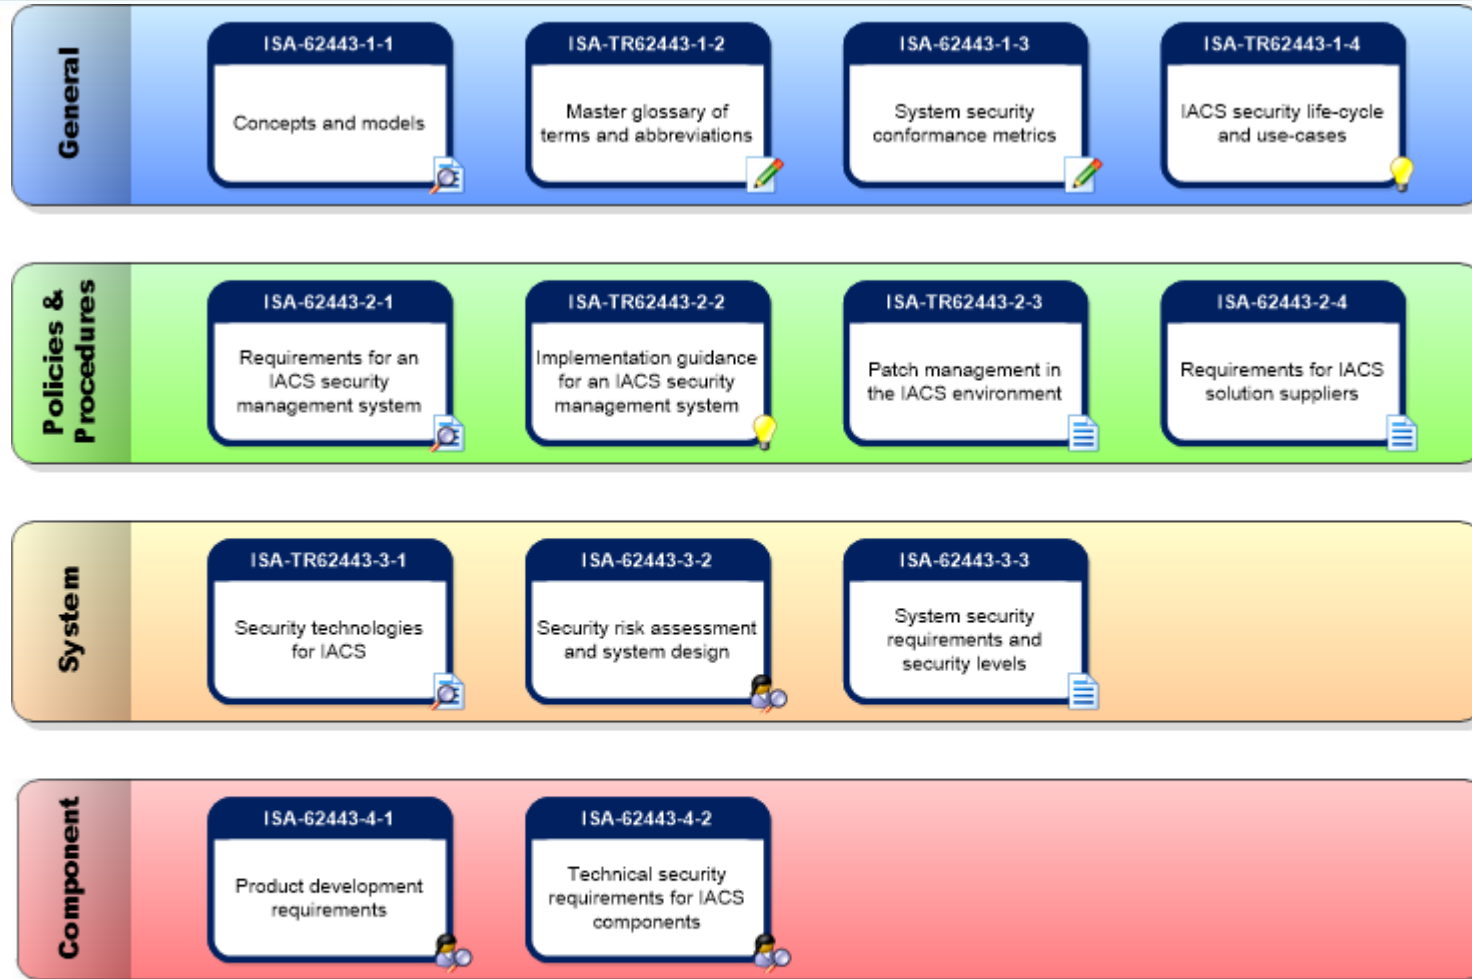 General
ISA-62443-1-1
Concepts and models
ISA-TR62443-1-2
Master glossary of
terms and abbreviations
ISA-62443-1-3
System security
conformance metrics
ISA-TR62443-1-4
IACS security life-cycle
and use-cases
Policies &
Procedures
ISA-62443-2-1
Requirements for an
IACS security
management system
ISA-TR62443-2-2
Implementation guidance
for an IACS security
management system
ISA-TR62443-2-3
Patch management in
the IACS environment
ISA-62443-2-4
Requirements for IACS
solution suppliers
System
ISA-TR62443-3-1
Security technologies
for IACS
ISA-62443-3-2
Security risk assessment
and system design
ISA-62443-3-3
System security
requirements and
security levels
Component
ISA-62443-4-1
Product development
requirements
ISA-62443-4-2
Technical security
requirements for IACS
components